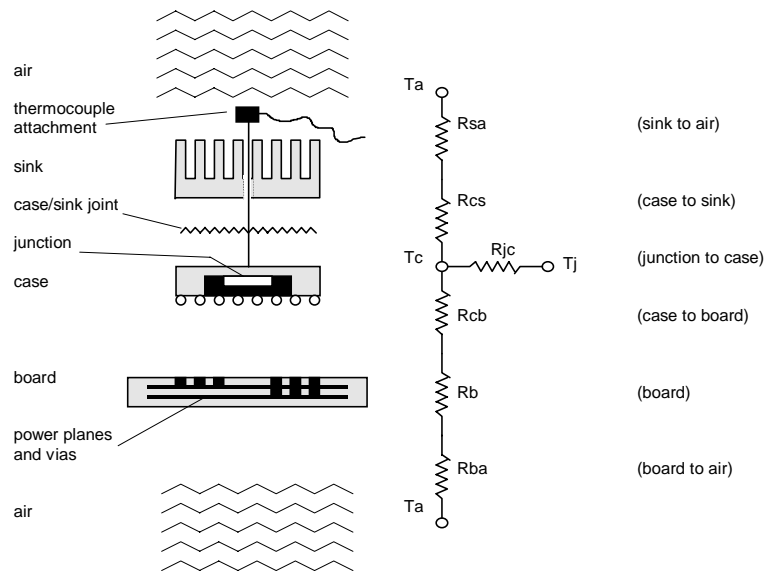 air
thermocouple
attachment
sink
case/sink joint
junction
case
board
power planes
and vias
air
Ta
Rsa
(sink to air)
Rcs
(case to sink)
Tc
Rjc
Tj
(junction to case)
Rcb
(case to board)
Rb
(board)
Rba
(board to air)
Ta